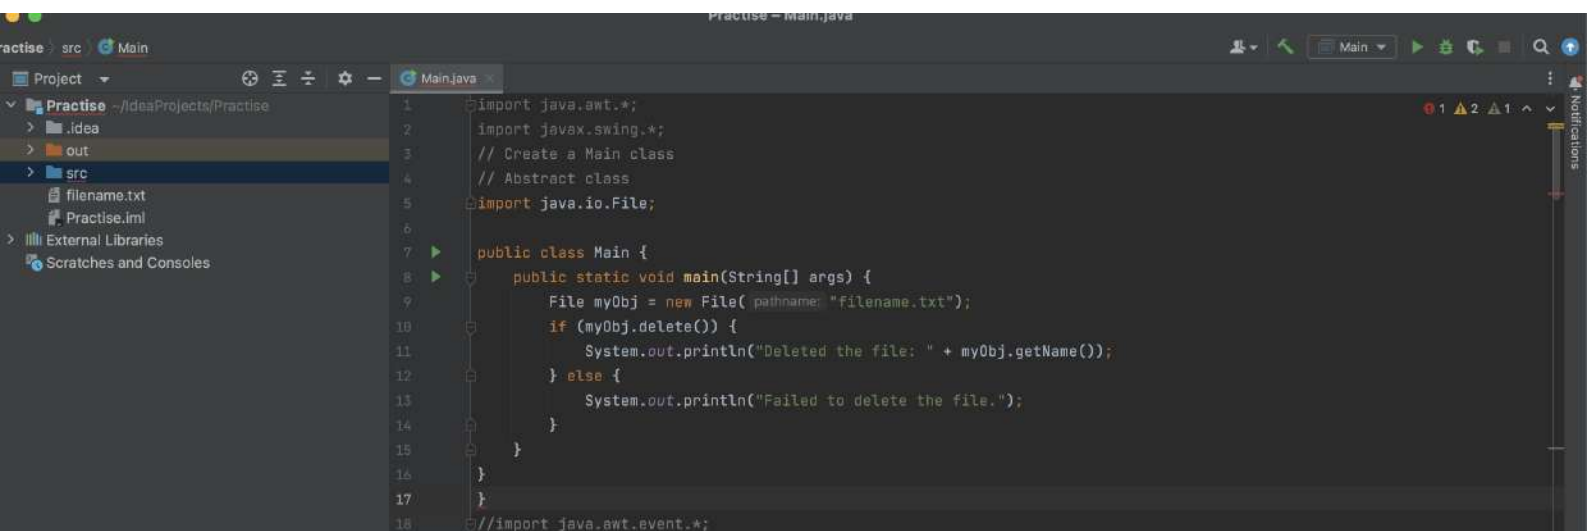 Practise – Main.java
ractise src Main
Main
Project
Main.java
Practise ~/IdeaProjects/Practise
.idea
out
src
filename.txt
Practise.iml
External Libraries
Scratches and Consoles
1 import java.awt.*;
2 import javax.swing.*;
3 // Create a Main class
4 // Abstract class
5 import java.io.File;
6
7 public class Main {
8 public static void main(String[] args) {
9 File myObj = new File( pathname: "filename.txt");
10 if (myObj.delete()) {
11 System.out.println("Deleted the file: " + myObj.getName());
12 } else {
13 System.out.println("Failed to delete the file.");
14 }
15 }
16 }
17 }
18 //import java.awt.event.*;
1 2 1
Notifications